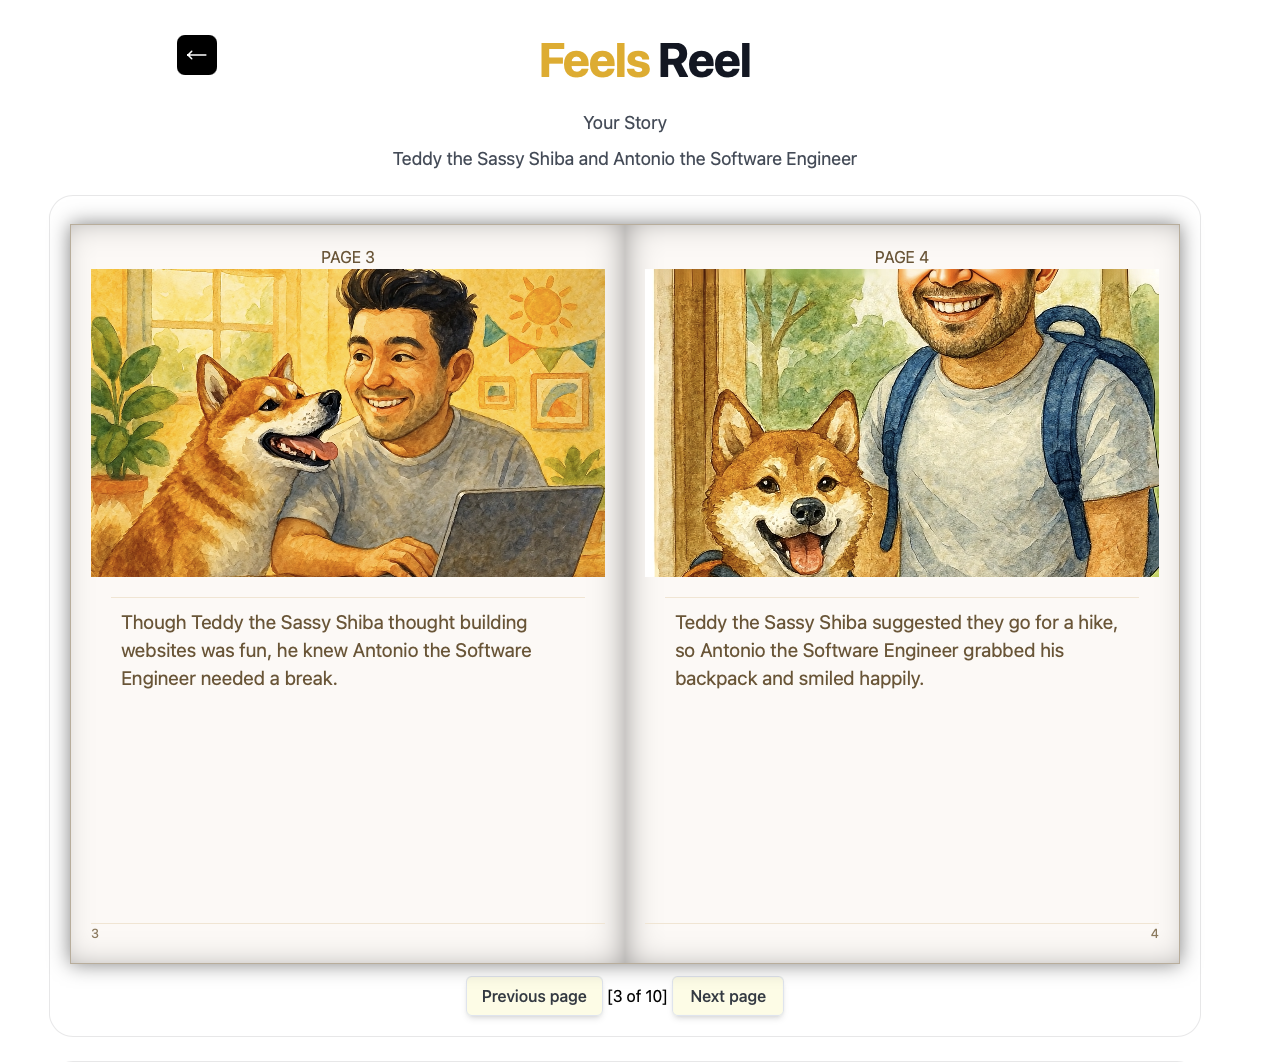 Feels Reel
Your Story
Teddy the Sassy Shiba and Antonio the Software Engineer
PAGE 3
Though Teddy the Sassy Shiba thought building
websites was fun, he knew Antonio the Software
Engineer needed a break.
3
PAGE 4
Teddy the Sassy Shiba suggested they go for a hike,
so Antonio the Software Engineer grabbed his
backpack and smiled happily.
4
Previous page [3 of 10] Next page